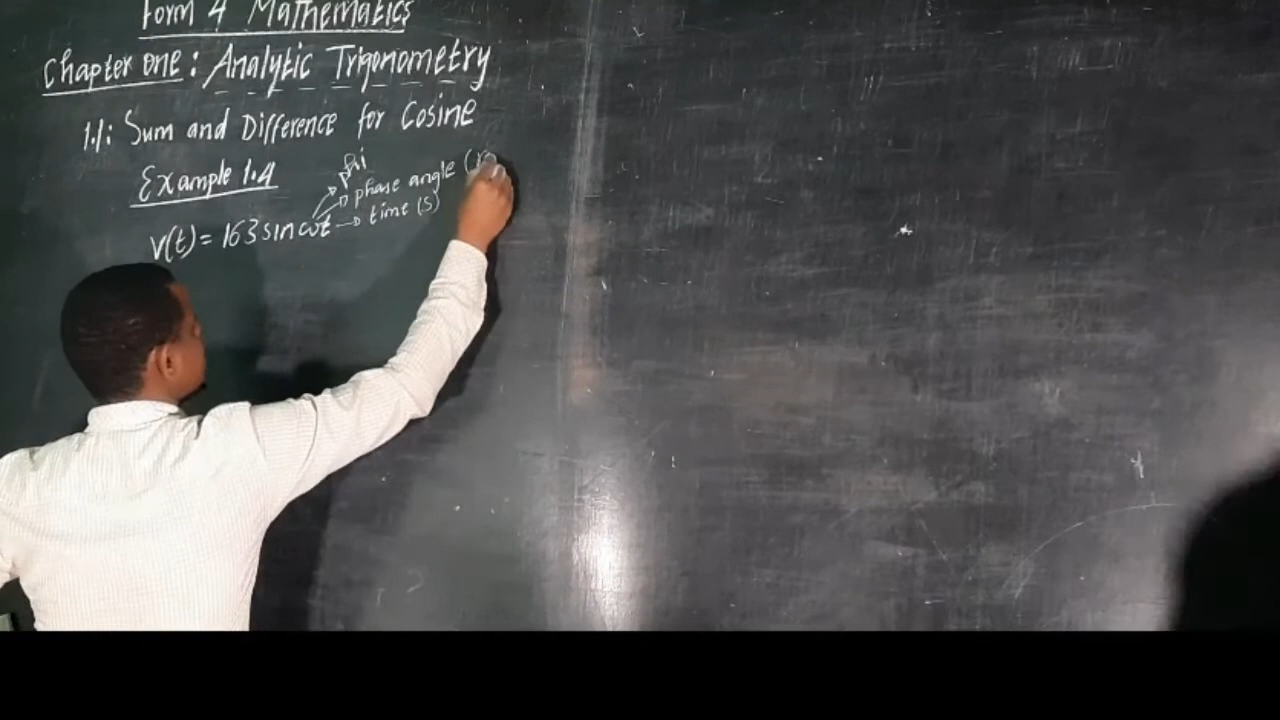 Form 4 Mathematics
Chapter one: Analytic Trigonometry
1.1: Sum and Difference for Cosine
Example 1.4
phi
phase angle (r
V(t) = 163 sin ωt → time (s)